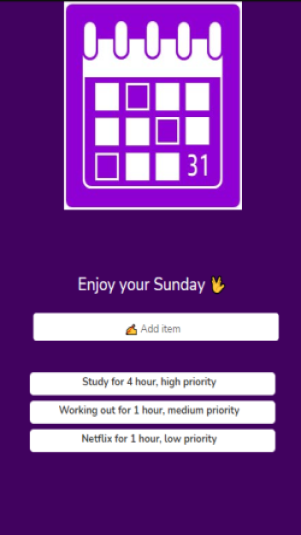 31
Enjoy your Sunday 🖖
✍️ Add item
Study for 4 hour, high priority
Working out for 1 hour, medium priority
Netflix for 1 hour, low priority